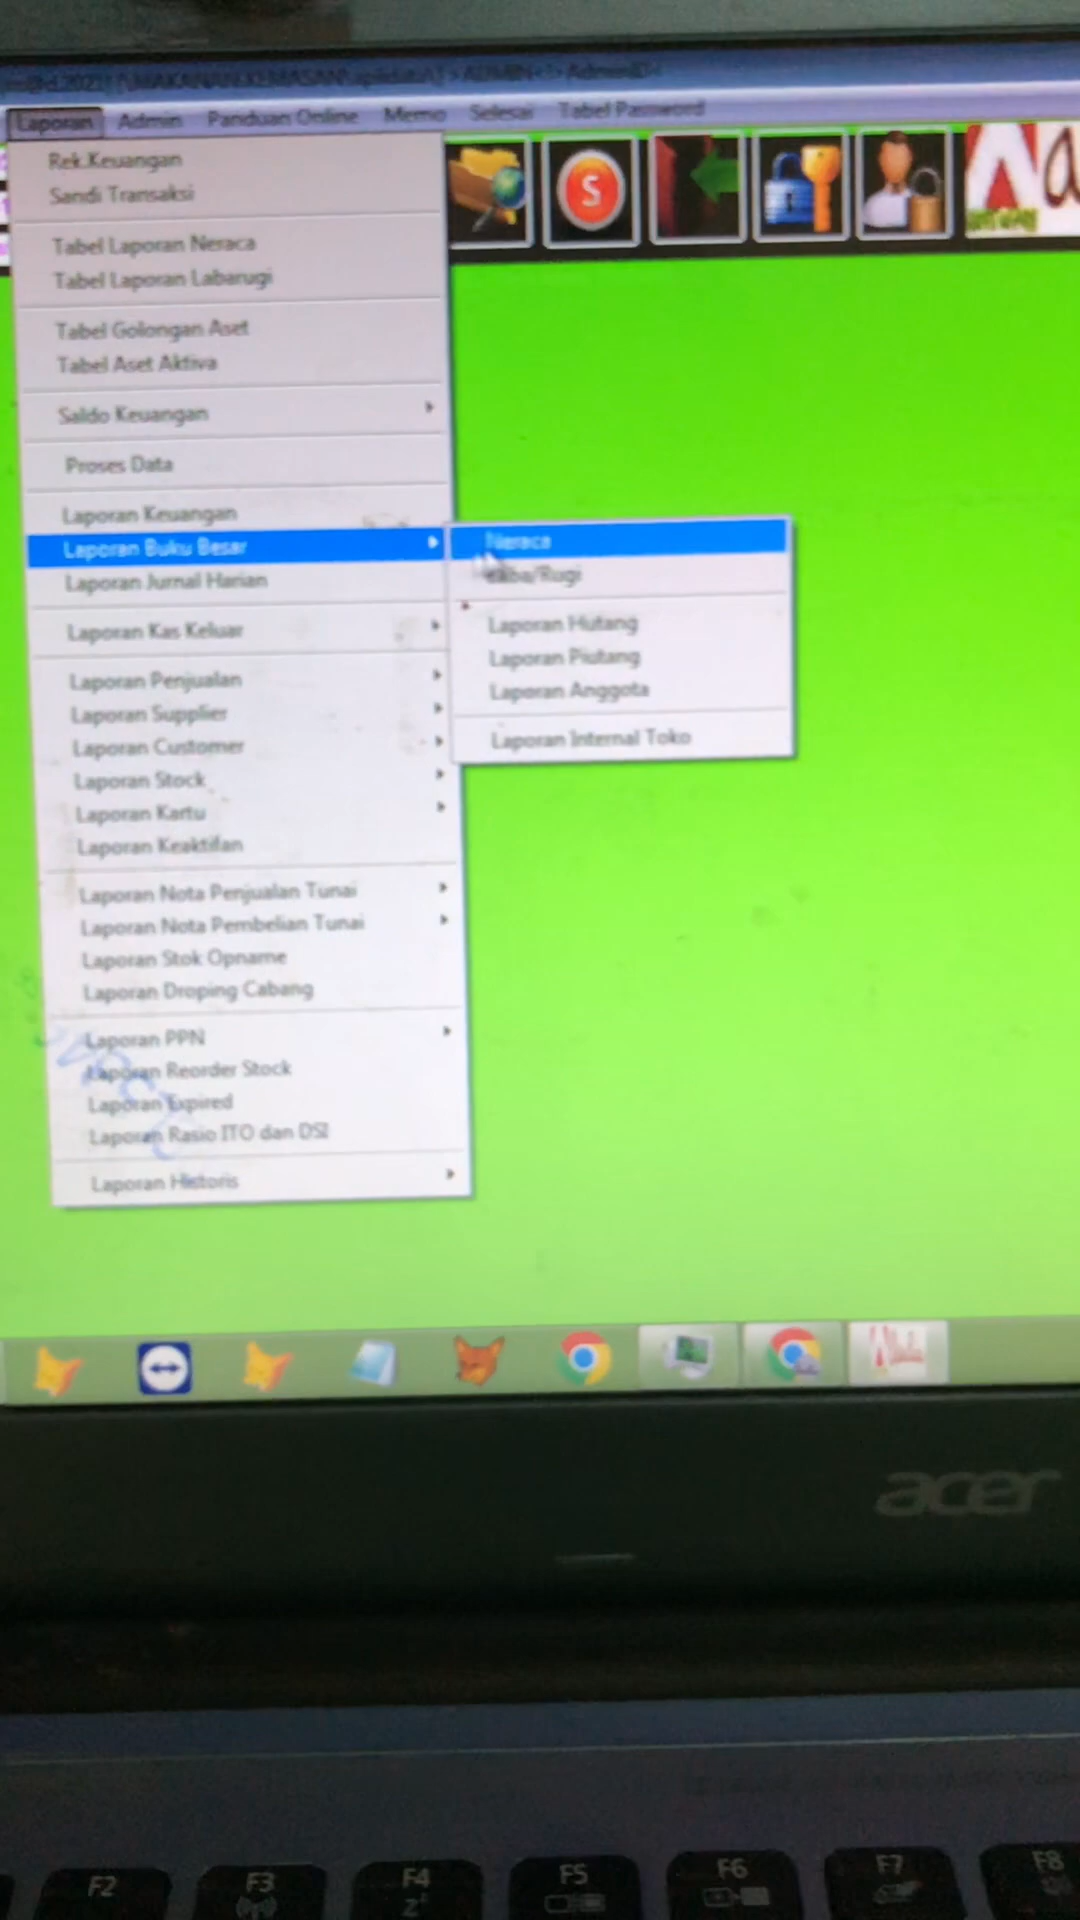 Laporan Admin Panduan Online Memo Selesai Tabel Password
Rek.Keuangan
Sandi Transaksi
Tabel Laporan Neraca
Tabel Laporan Labarugi
Tabel Golongan Aset
Tabel Aset Aktiva
Saldo Keuangan
Proses Data
Laporan Keuangan
Laporan Buku Besar
Laporan Jurnal Harian
Laporan Kas Keluar
Laporan Penjualan
Laporan Supplier
Laporan Customer
Laporan Stock
Laporan Kartu
Laporan Keaktifan
Laporan Nota Penjualan Tunai
Laporan Nota Pembelian Tunai
Laporan Stok Opname
Laporan Droping Cabang
Laporan PPN
Laporan Reorder Stock
Laporan Expired
Laporan Rasio ITO dan DSI
Laporan Historis
Neraca
Laba/Rugi
Laporan Hutang
Laporan Piutang
Laporan Anggota
Laporan Internal Toko
S
acer
F2 F3 F4 F5 F6 F7 F8